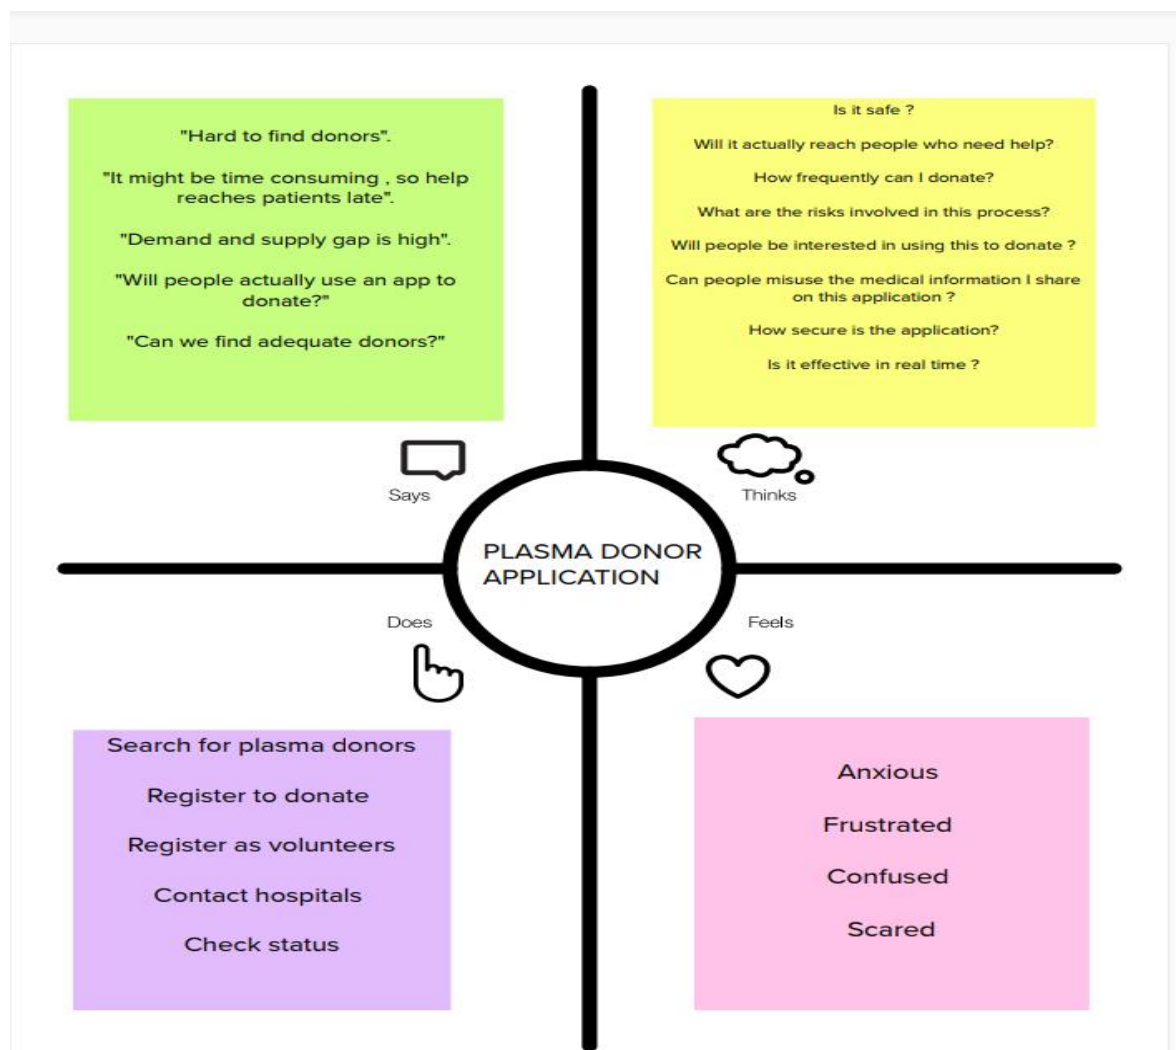 "Hard to find donors".
"It might be time consuming , so help
reaches patients late".
"Demand and supply gap is high".
"Will people actually use an app to
donate?"
"Can we find adequate donors?"
Is it safe ?
Will it actually reach people who need help?
How frequently can I donate?
What are the risks involved in this process?
Will people be interested in using this to donate ?
Can people misuse the medical information I share
on this application ?
How secure is the application?
Is it effective in real time ?
Says
Thinks
PLASMA DONOR
APPLICATION
Does
Feels
Search for plasma donors
Register to donate
Register as volunteers
Contact hospitals
Check status
Anxious
Frustrated
Confused
Scared